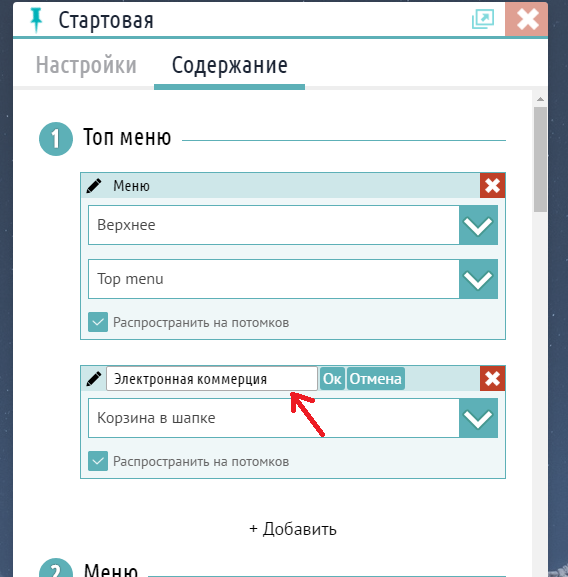 Стартовая
Настройки Содержание
1 Топ меню
Меню
Верхнее
Top menu
Распространить на потомков
Электронная коммерция Ок Отмена
Корзина в шапке
Распространить на потомков
+ Добавить
2 Меню